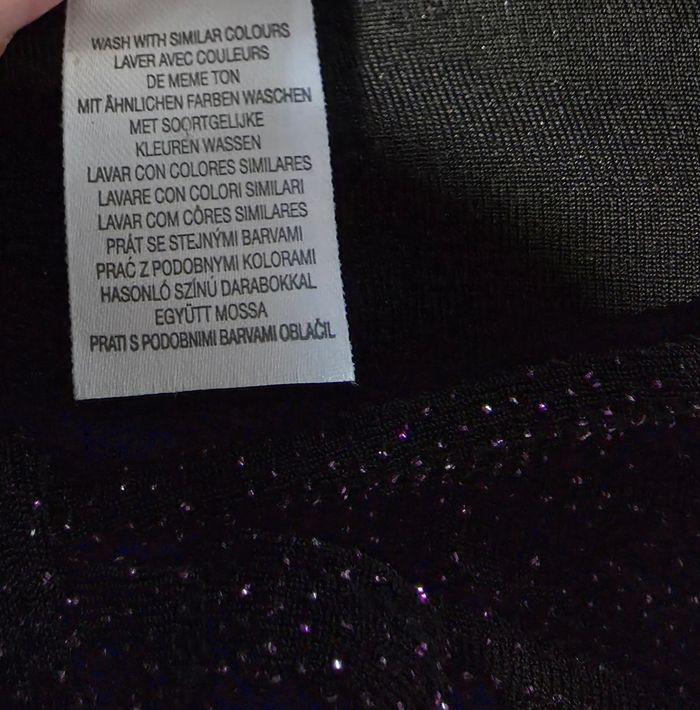 WASH WITH SIMILAR COLOURS
LAVER AVEC COULEURS
DE MEME TON
MIT ÄHNLICHEN FARBEN WASCHEN
MET SOORTGELIJKE
KLEUREN WASSEN
LAVAR CON COLORES SIMILARES
LAVARE CON COLORI SIMILARI
LAVAR COM CÔRES SIMILARES
PRÁT SE STEJNÝMI BARVAMI
PRAĆ Z PODOBNYMI KOLORAMI
HASONLÓ SZÍNÚ DARABOKKAL
EGYÜTT MOSSA
PRATI S PODOBNIMI BARVAMI OBLAČIL